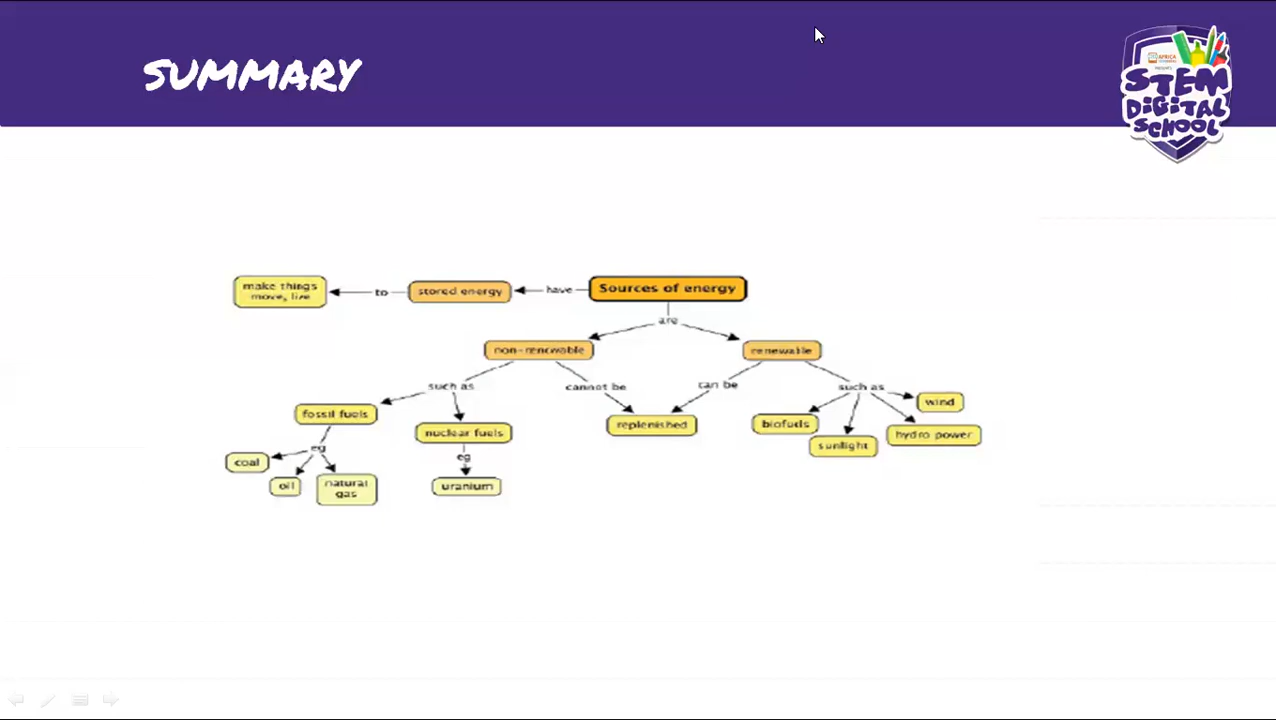 SUMMARY
AFRICA
STEM
DIGITAL
SCHOOL
make things
move, live
to
stored energy
have
Sources of energy
are
non-renewable
renewable
such as
cannot be
can be
such as
fossil fuels
nuclear fuels
replenished
biofuels
sunlight
hydro power
wind
eg
eg
coal
oil
natural
gas
uranium